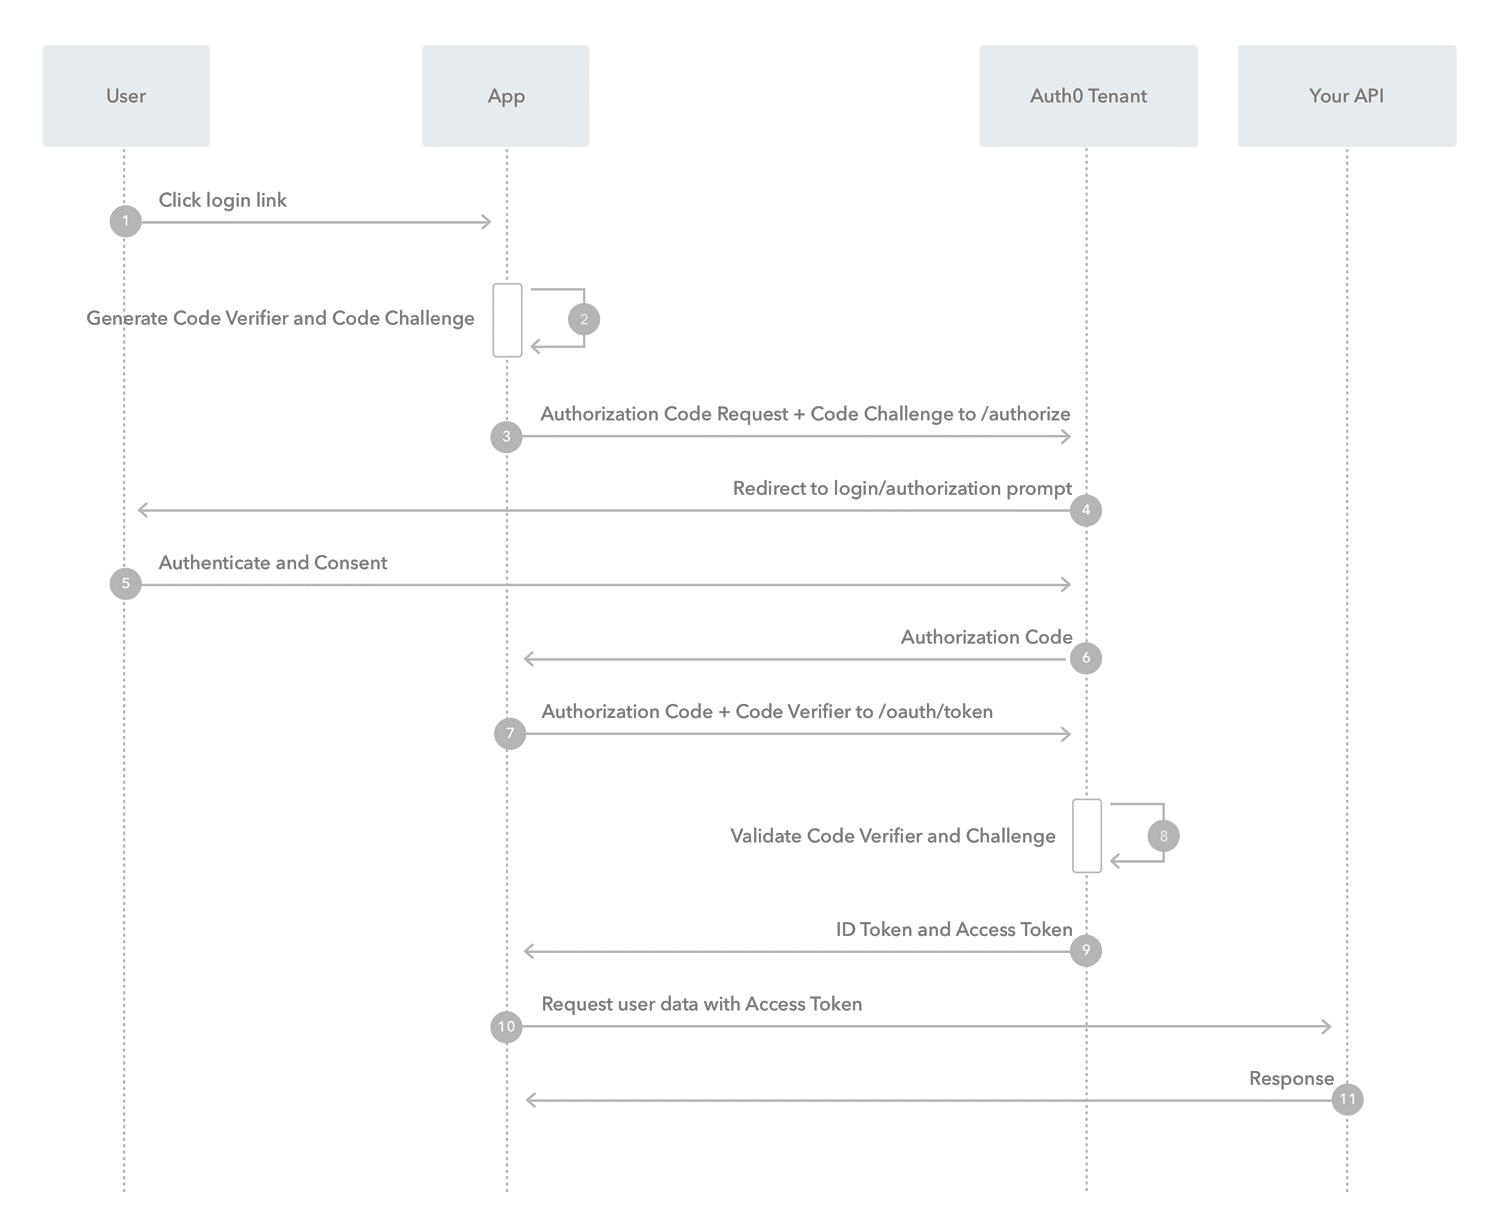 User
App
Auth0 Tenant
Your API
Click login link
1
Generate Code Verifier and Code Challenge
2
Authorization Code Request + Code Challenge to /authorize
3
Redirect to login/authorization prompt
4
Authenticate and Consent
5
Authorization Code
6
Authorization Code + Code Verifier to /oauth/token
7
Validate Code Verifier and Challenge
8
ID Token and Access Token
9
Request user data with Access Token
10
Response
11